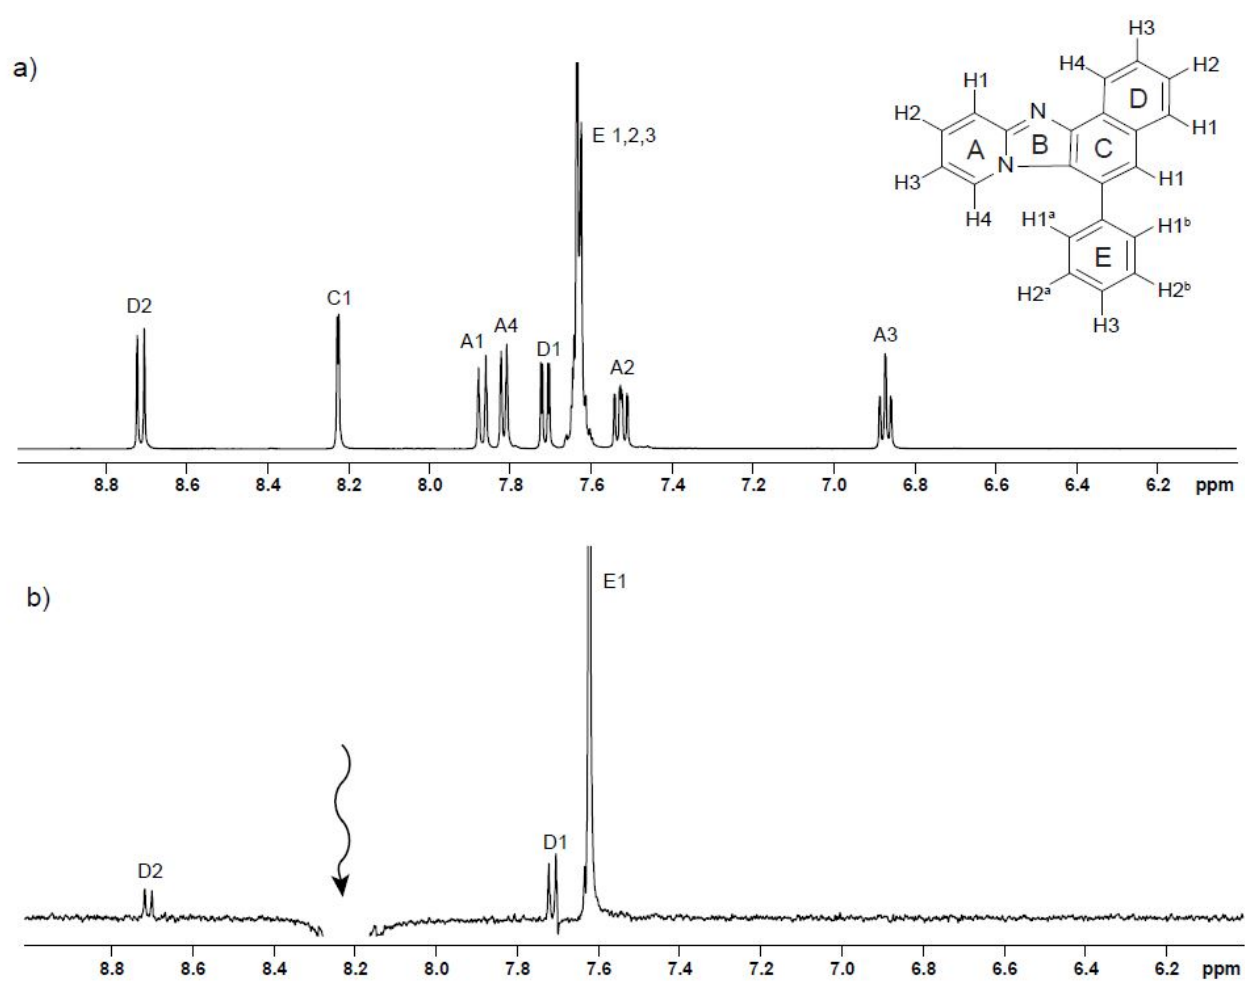 a)
D2
C1
A1
A4
D1
E 1,2,3
A2
A3
H3
H4
H2
D
H1
H1
N
H2
B
C
A
N
H1
H3
H4
H1ᵃ
H1ᵇ
E
H2ᵃ
H2ᵇ
H3
8.8 8.6 8.4 8.2 8.0 7.8 7.6 7.4 7.2 7.0 6.8 6.6 6.4 6.2 ppm
b)
E1
D2
D1
8.8 8.6 8.4 8.2 8.0 7.8 7.6 7.4 7.2 7.0 6.8 6.6 6.4 6.2 ppm